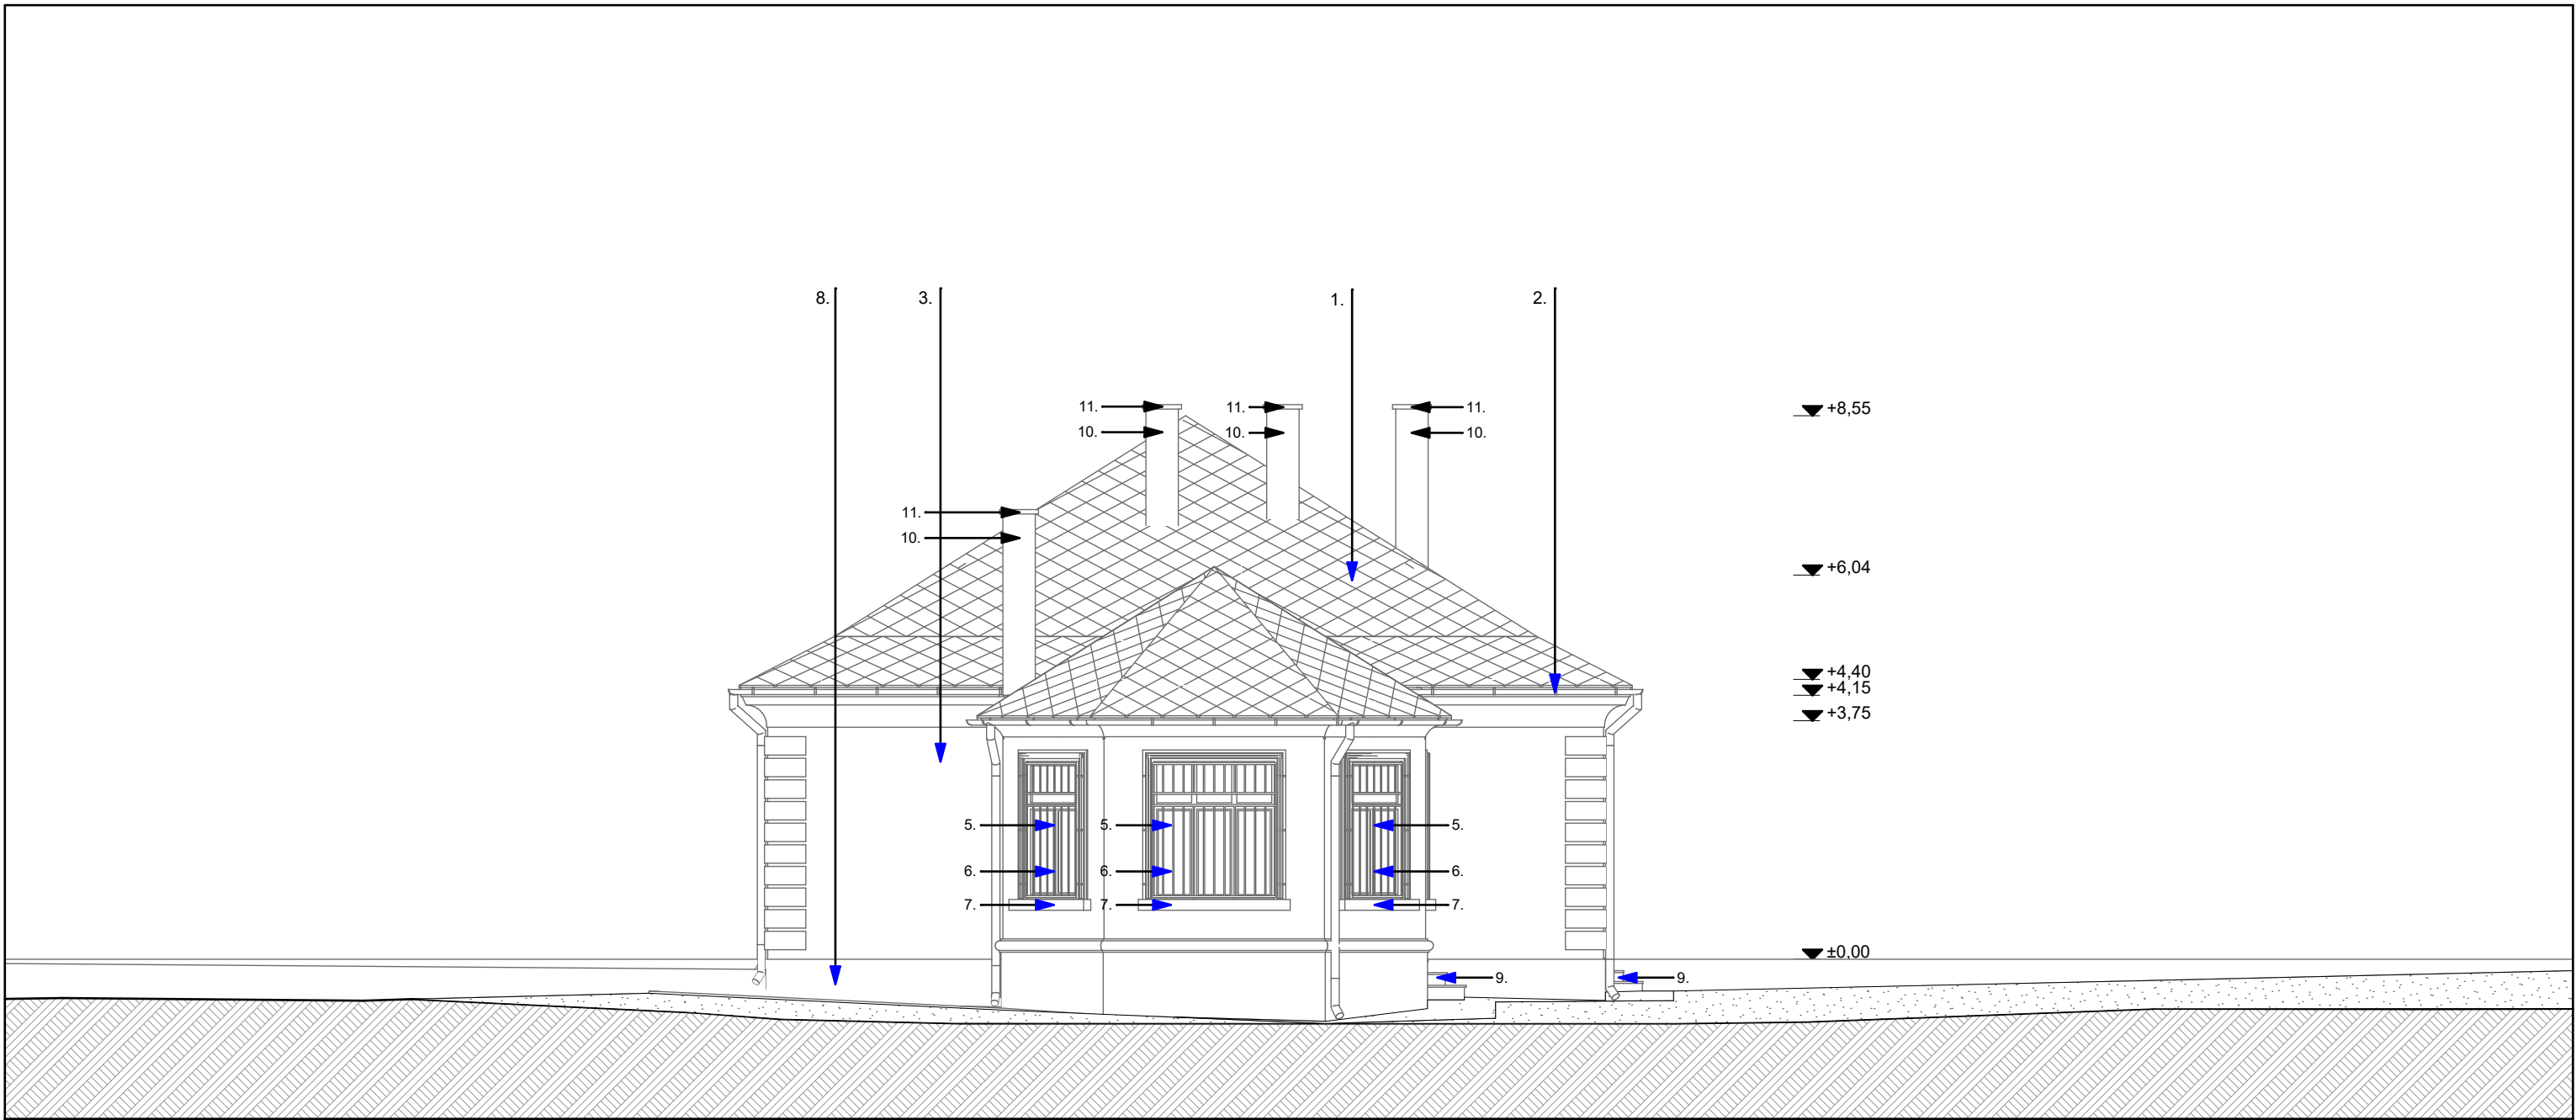 8. 3. 1. 2.
11. 11. 11. +8,55
10. 10. 10.
11.
10.
+6,04
+4,40
+4,15
+3,75
5. 5. 5.
6. 6. 6.
7. 7. 7.
±0,00
9. 9.